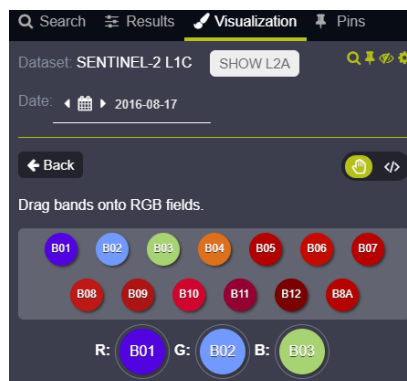 Search Results Visualization Pins
Dataset: SENTINEL-2 L1C SHOW L2A
Date: 2016-08-17
Back
</>
Drag bands onto RGB fields.
B01 B02 B03 B04 B05 B06 B07
B08 B09 B10 B11 B12 B8A
R: B01 G: B02 B: B03